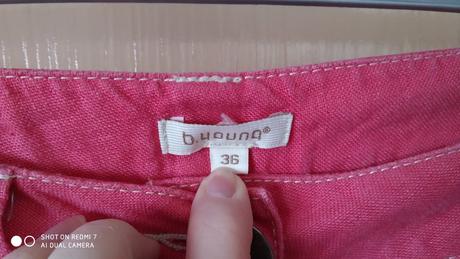 b.young®
36
SHOT ON REDMI 7
AI DUAL CAMERA